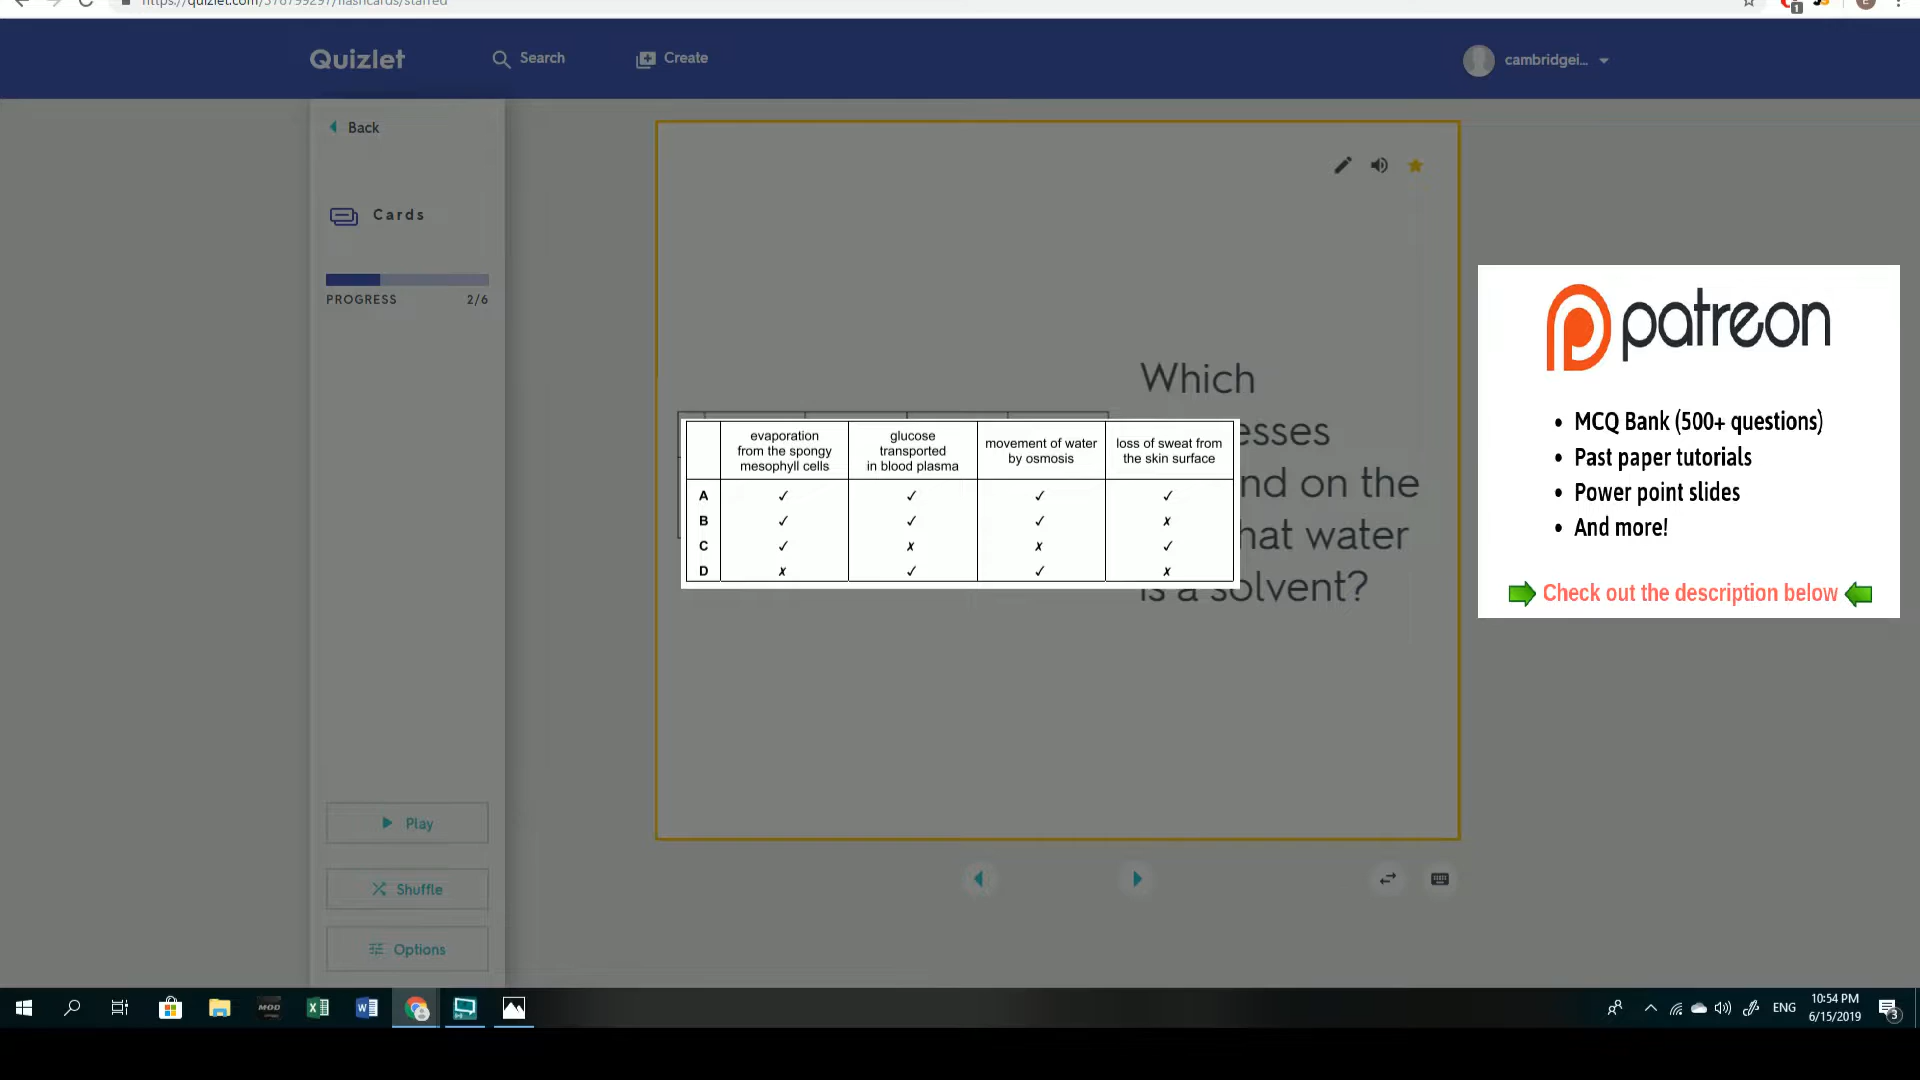 Quizlet
Search
Create
cambridgei...
Back
Cards
PROGRESS 2/6
Play
Shuffle
Options
Which
esses
nd on the
hat water
is a solvent?
evaporation from the spongy mesophyll cells | glucose transported in blood plasma | movement of water by osmosis | loss of sweat from the skin surface
A ✓ ✓ ✓ ✓
B ✓ ✓ ✓ ✗
C ✓ ✗ ✗ ✓
D ✗ ✓ ✓ ✗
patreon
• MCQ Bank (500+ questions)
• Past paper tutorials
• Power point slides
• And more!
Check out the description below
MOD
ENG
10:54 PM
6/15/2019
3